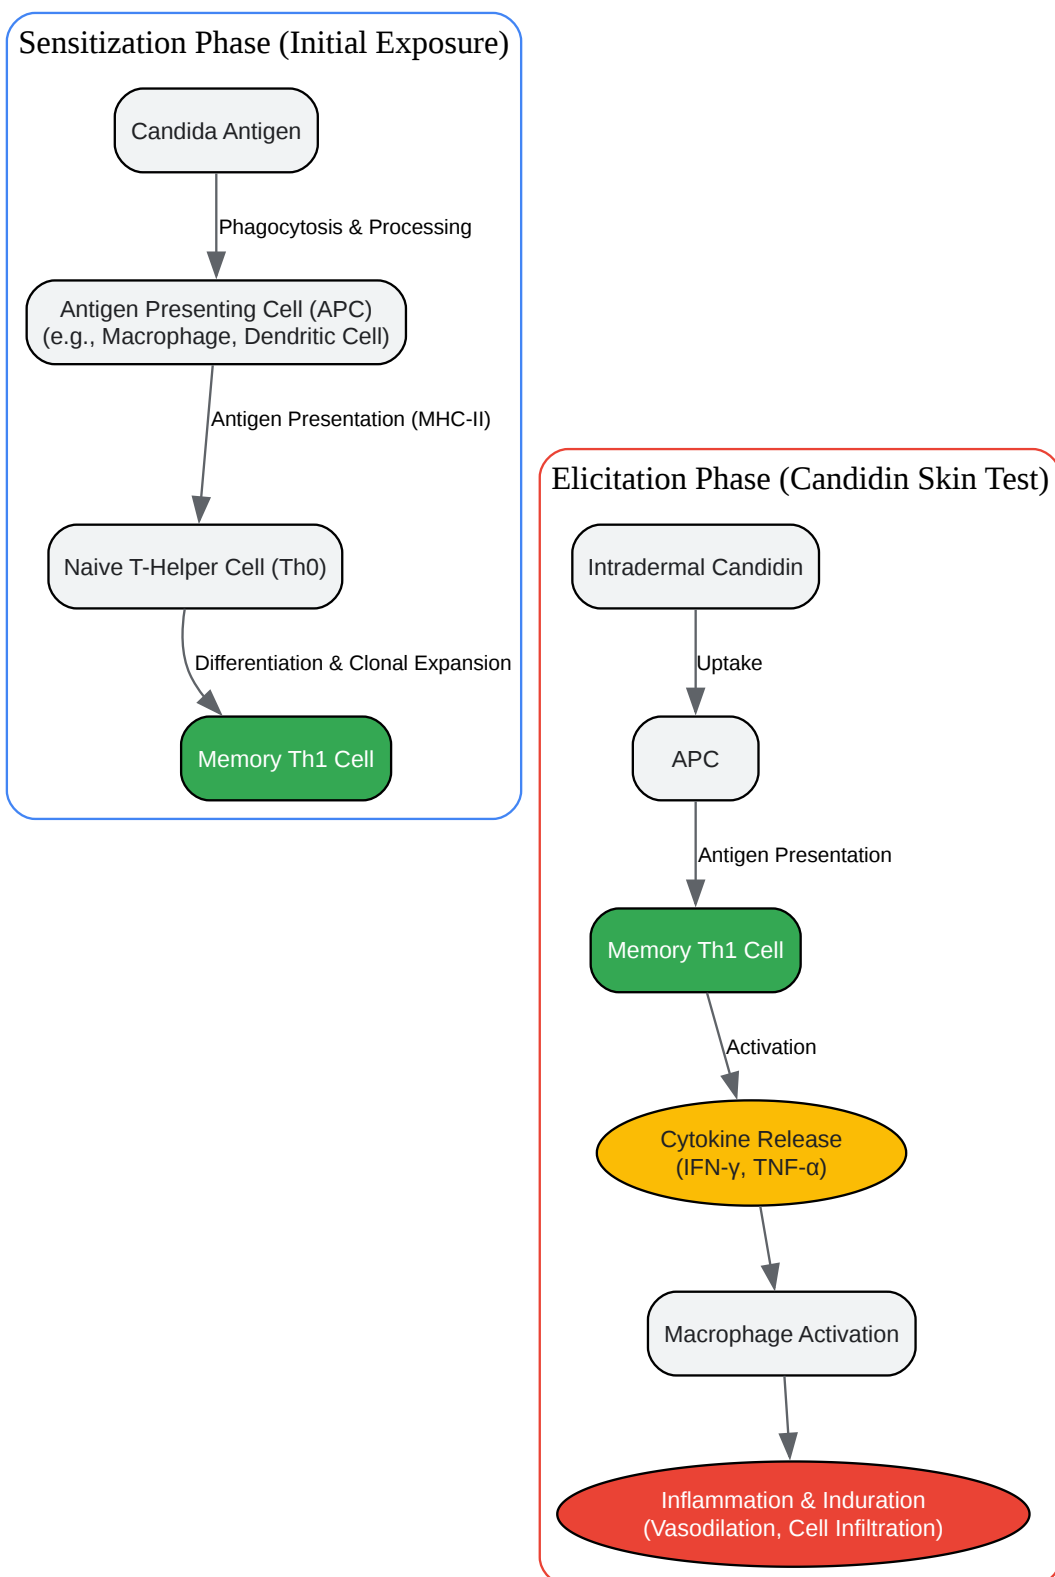 Sensitization Phase (Initial Exposure)
Candida Antigen
Phagocytosis & Processing
Antigen Presenting Cell (APC)
(e.g., Macrophage, Dendritic Cell)
Antigen Presentation (MHC-II)
Naive T-Helper Cell (Th0)
Differentiation & Clonal Expansion
Memory Th1 Cell
Elicitation Phase (Candidin Skin Test)
Intradermal Candidin
Uptake
APC
Antigen Presentation
Memory Th1 Cell
Activation
Cytokine Release
(IFN-γ, TNF-α)
Macrophage Activation
Inflammation & Induration
(Vasodilation, Cell Infiltration)